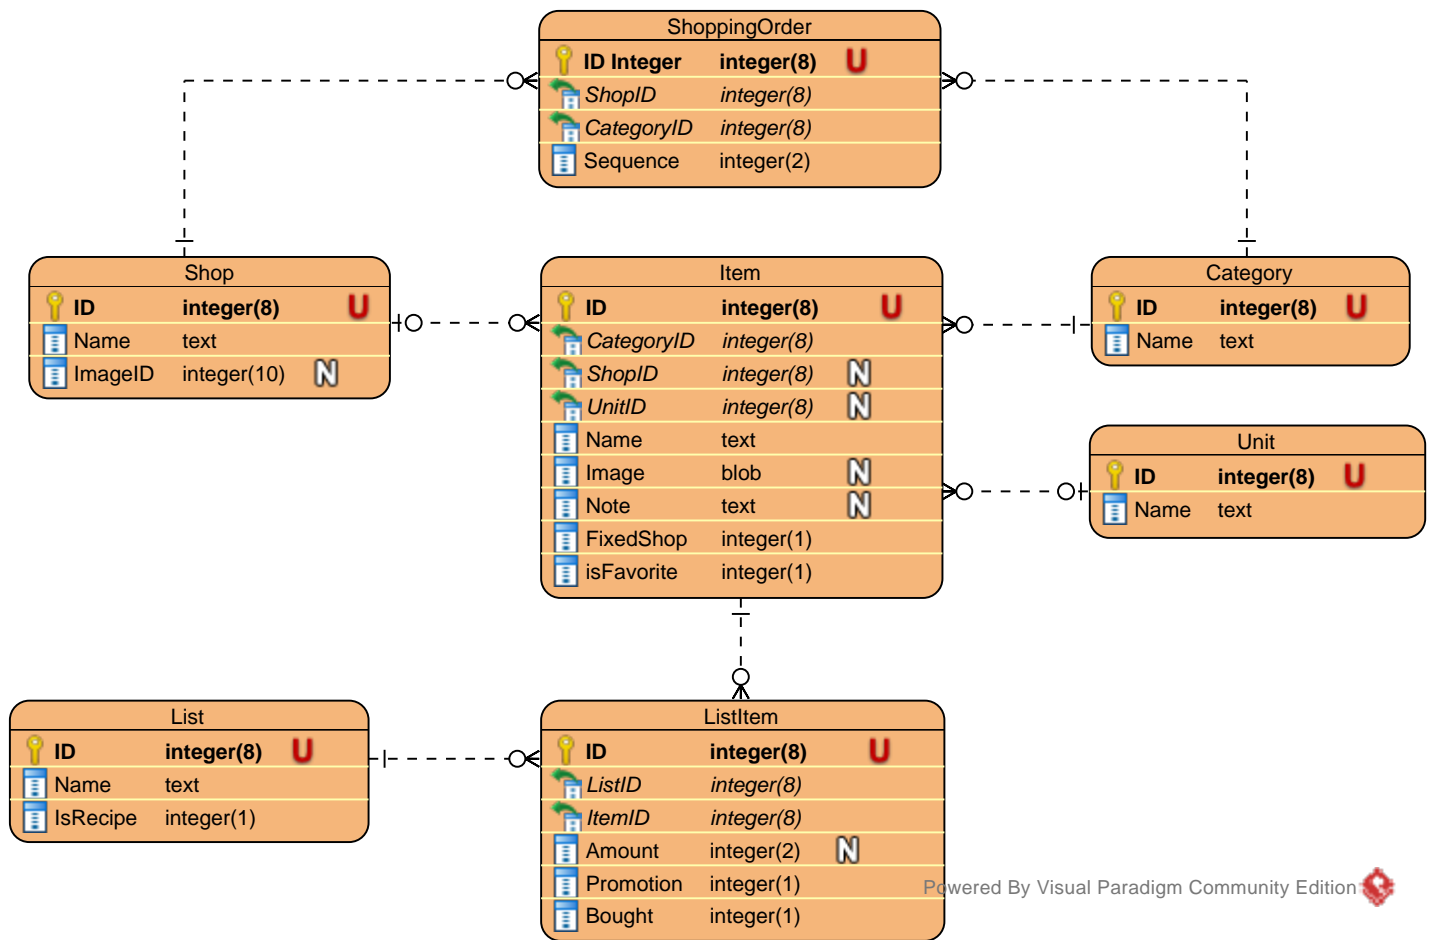 ShoppingOrder
ID Integer integer(8) U
ShopID integer(8)
CategoryID integer(8)
Sequence integer(2)
Shop
ID integer(8) U
Name text
ImageID integer(10) N
Item
ID integer(8) U
CategoryID integer(8)
ShopID integer(8) N
UnitID integer(8) N
Name text
Image blob N
Note text N
FixedShop integer(1)
isFavorite integer(1)
Category
ID integer(8) U
Name text
Unit
ID integer(8) U
Name text
List
ID integer(8) U
Name text
IsRecipe integer(1)
ListItem
ID integer(8) U
ListID integer(8)
ItemID integer(8)
Amount integer(2) N
Promotion integer(1)
Bought integer(1)
Powered By Visual Paradigm Community Edition